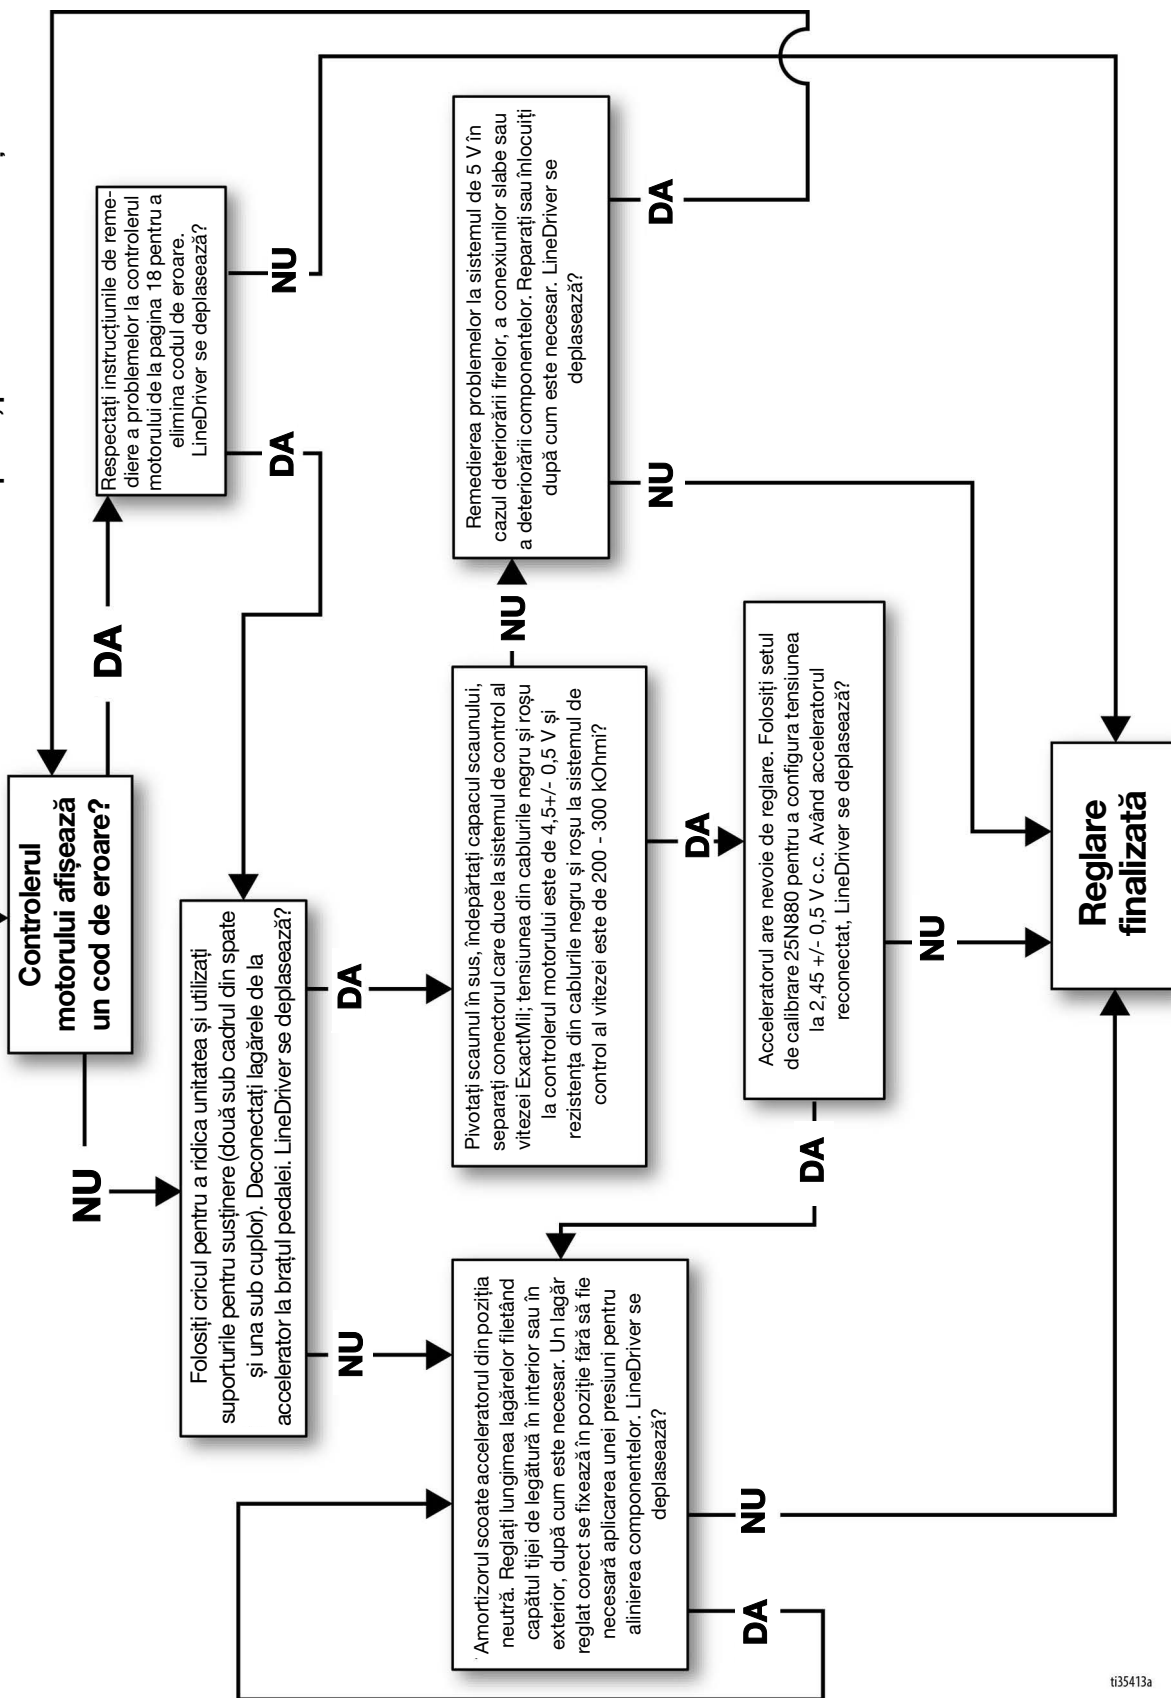 Controlerul
motorului afișează
un cod de eroare?
DA
Respectați instrucțiunile de reme-
diere a problemelor la controlerul
motorului de la pagina 18 pentru a
elimina codul de eroare.
LineDriver se deplasează?
NU
DA
NU
Folosiți cricul pentru a ridica unitatea și utilizați
suporturile pentru susținere (două sub cadrul din spate
și una sub cuplor). Deconectați lagărele de la
accelerator la brațul pedalei. LineDriver se deplasează?
NU
DA
Pivotați scaunul în sus, îndepărtați capacul scaunului,
separați conectorul care duce la sistemul de control al
vitezei ExactMil; tensiunea din cablurile negru și roșu
la controlerul motorului este de 4,5+/- 0,5 V și
rezistența din cablurile negru și roșu la sistemul de
control al vitezei este de 200 - 300 kOhmi?
NU
Remedierea problemelor la sistemul de 5 V în
cazul deteriorării firelor, a conexiunilor slabe sau
a deteriorării componentelor. Reparați sau înlocuiți
după cum este necesar. LineDriver se
deplasează?
NU
DA
DA
Acceleratorul are nevoie de reglare. Folosiți setul
de calibrare 25N880 pentru a configura tensiunea
la 2,45 +/- 0,5 V c.c. Având acceleratorul
reconectat, LineDriver se deplasează?
DA
NU
Amortizorul scoate acceleratorul din poziția
neutră. Reglați lungimea lagărelor filetând
capătul tijei de legătură în interior sau în
exterior, după cum este necesar. Un lagăr
reglat corect se fixează în poziție fără să fie
necesară aplicarea unei presiuni pentru
alinierea componentelor. LineDriver se
deplasează?
DA
NU
Reglare
finalizată
ti35413a